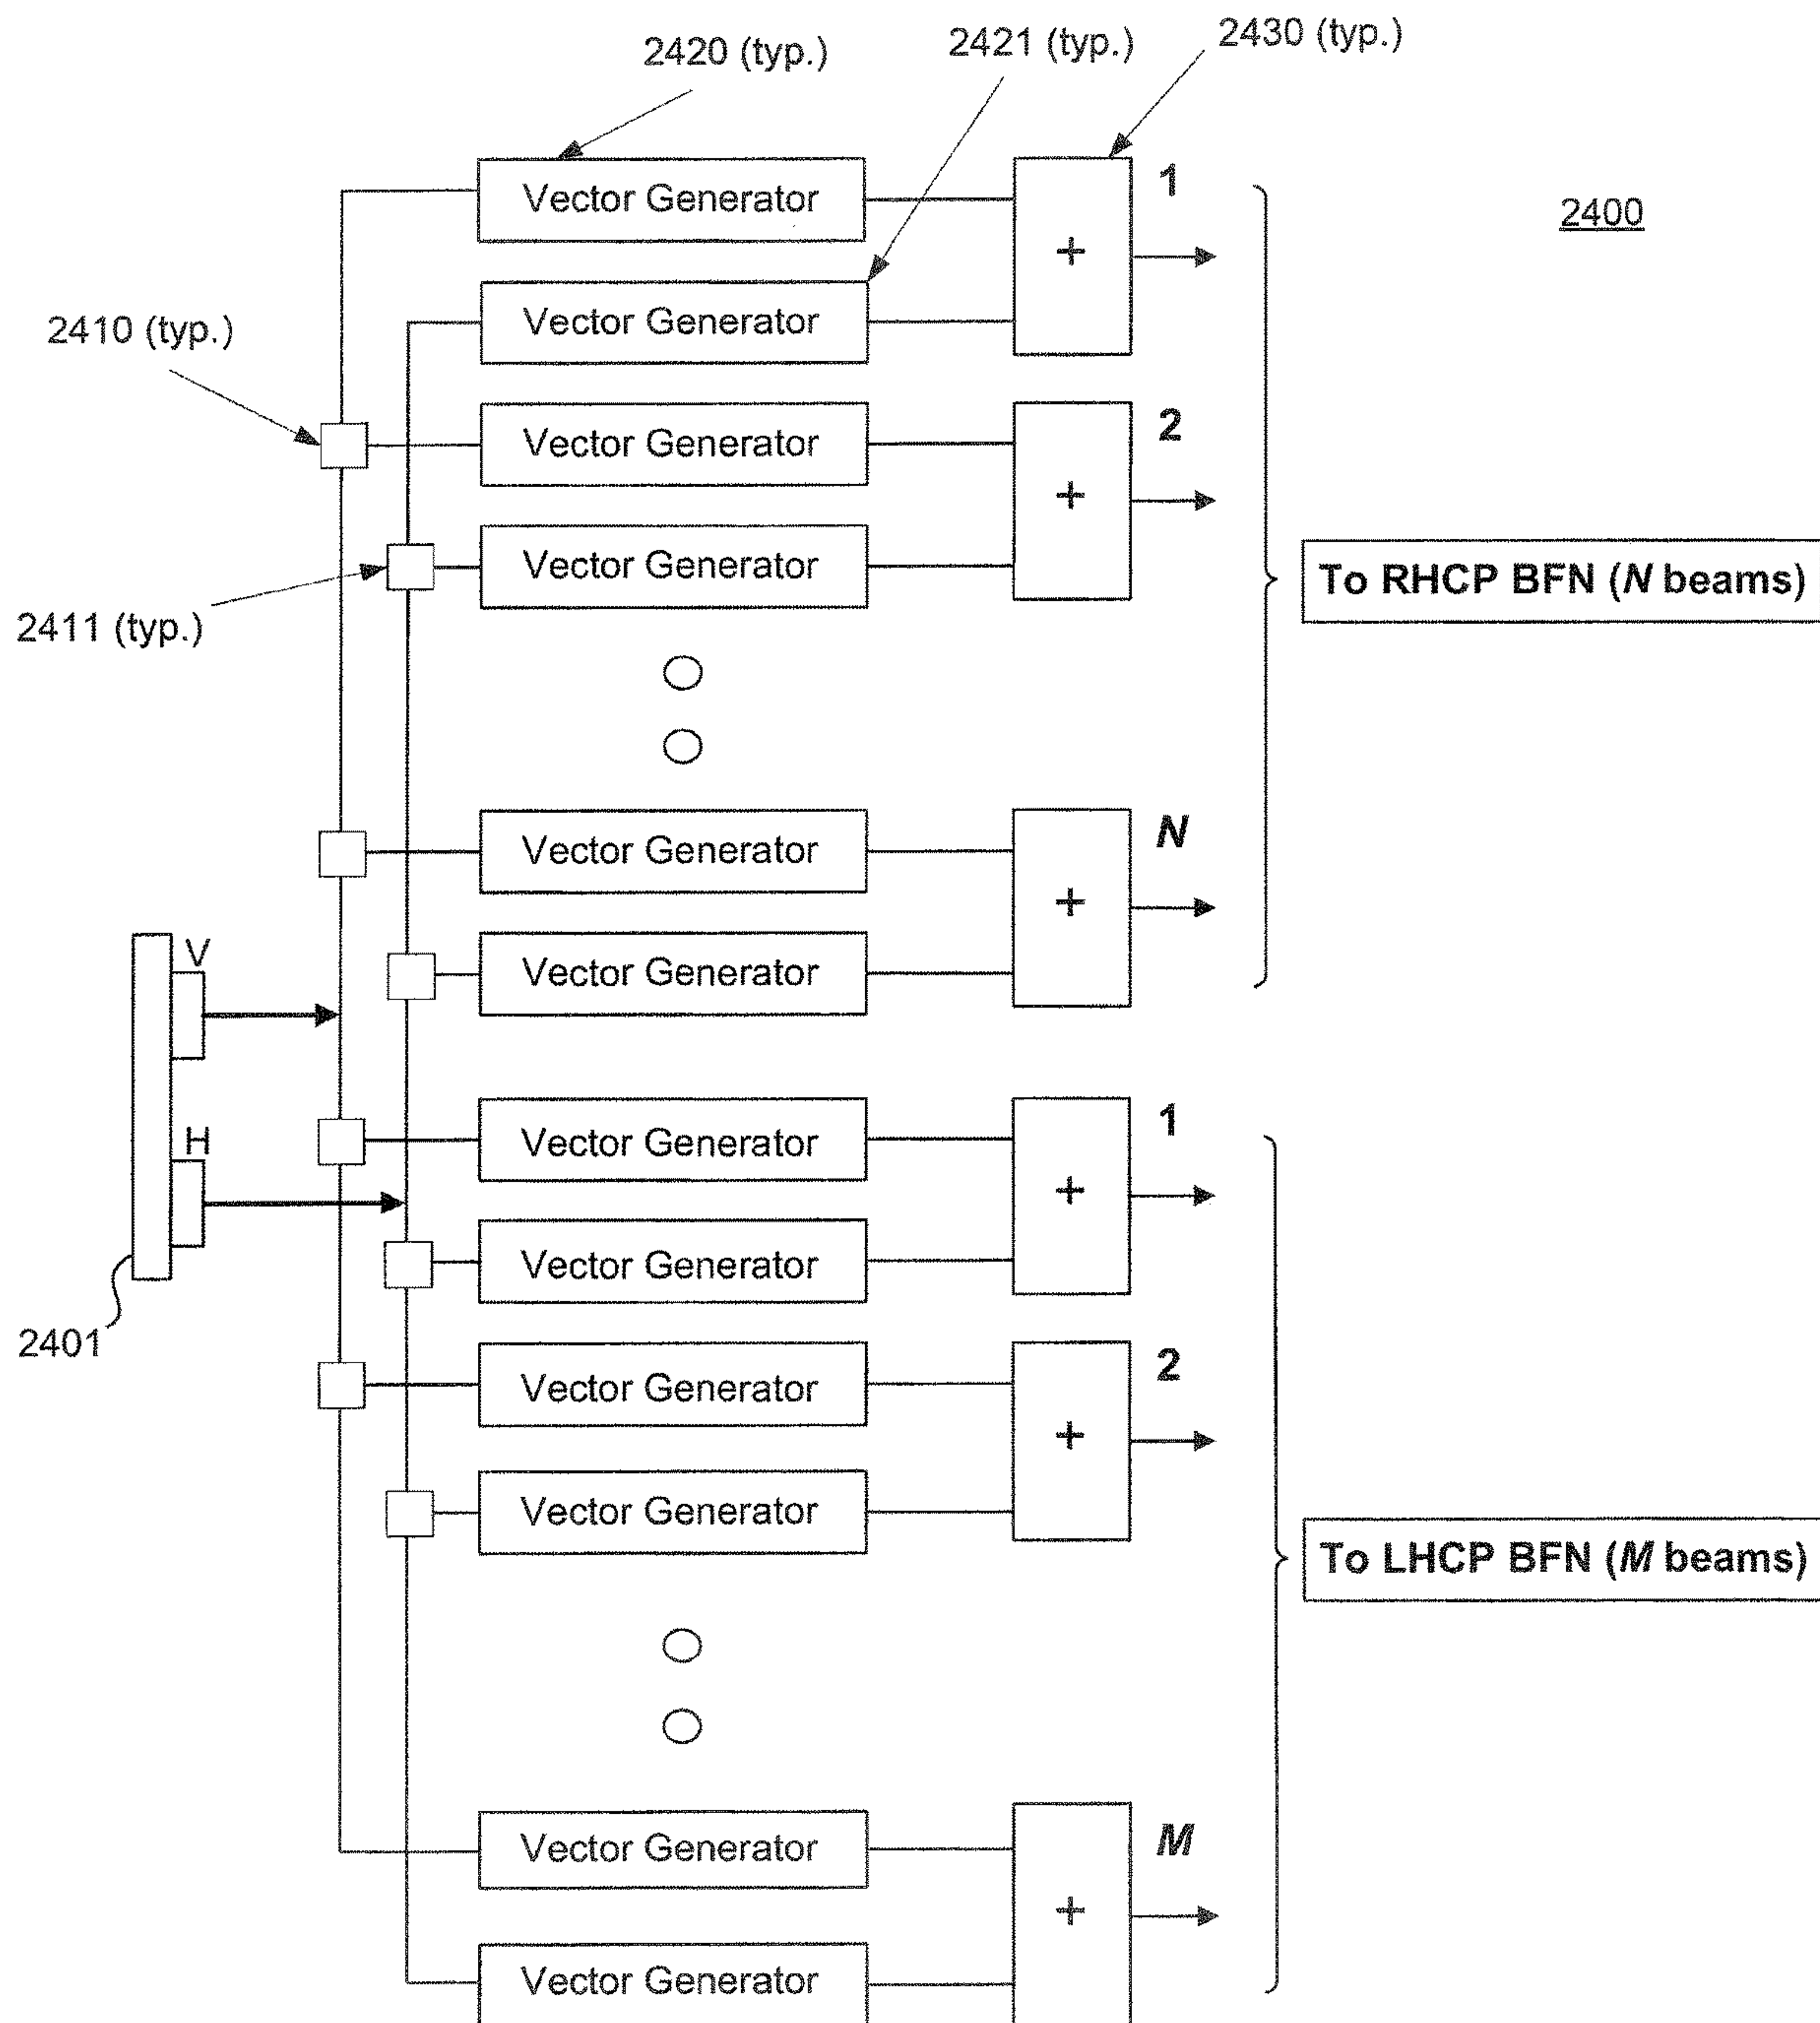 2420 (typ.)
2421 (typ.)
2430 (typ.)
2400
Vector Generator
1
+
Vector Generator
2410 (typ.)
Vector Generator
2
+
Vector Generator
2411 (typ.)
To RHCP BFN (N beams)
Vector Generator
N
+
Vector Generator
V
H
2401
Vector Generator
1
+
Vector Generator
Vector Generator
2
+
Vector Generator
To LHCP BFN (M beams)
Vector Generator
M
+
Vector Generator